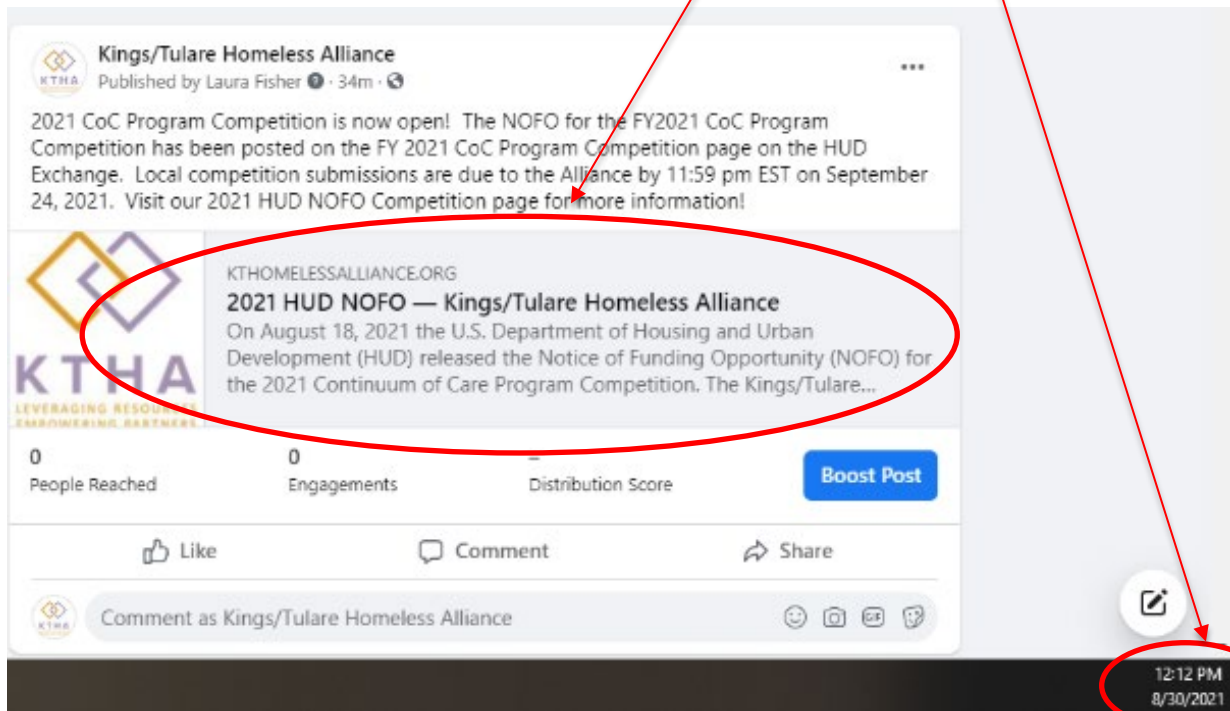 Kings/Tulare Homeless Alliance
Published by Laura Fisher · 34m ·
2021 CoC Program Competition is now open! The NOFO for the FY2021 CoC Program
Competition has been posted on the FY 2021 CoC Program Competition page on the HUD
Exchange. Local competition submissions are due to the Alliance by 11:59 pm EST on September
24, 2021. Visit our 2021 HUD NOFO Competition page for more information!
KTHOMELESSALLIANCE.ORG
2021 HUD NOFO — Kings/Tulare Homeless Alliance
On August 18, 2021 the U.S. Department of Housing and Urban
Development (HUD) released the Notice of Funding Opportunity (NOFO) for
the 2021 Continuum of Care Program Competition. The Kings/Tulare...
KTHA
LEVERAGING RESOURCES
EMPOWERING PARTNERS
0
People Reached
0
Engagements
–
Distribution Score
Boost Post
Like
Comment
Share
Comment as Kings/Tulare Homeless Alliance
GIF
12:12 PM
8/30/2021